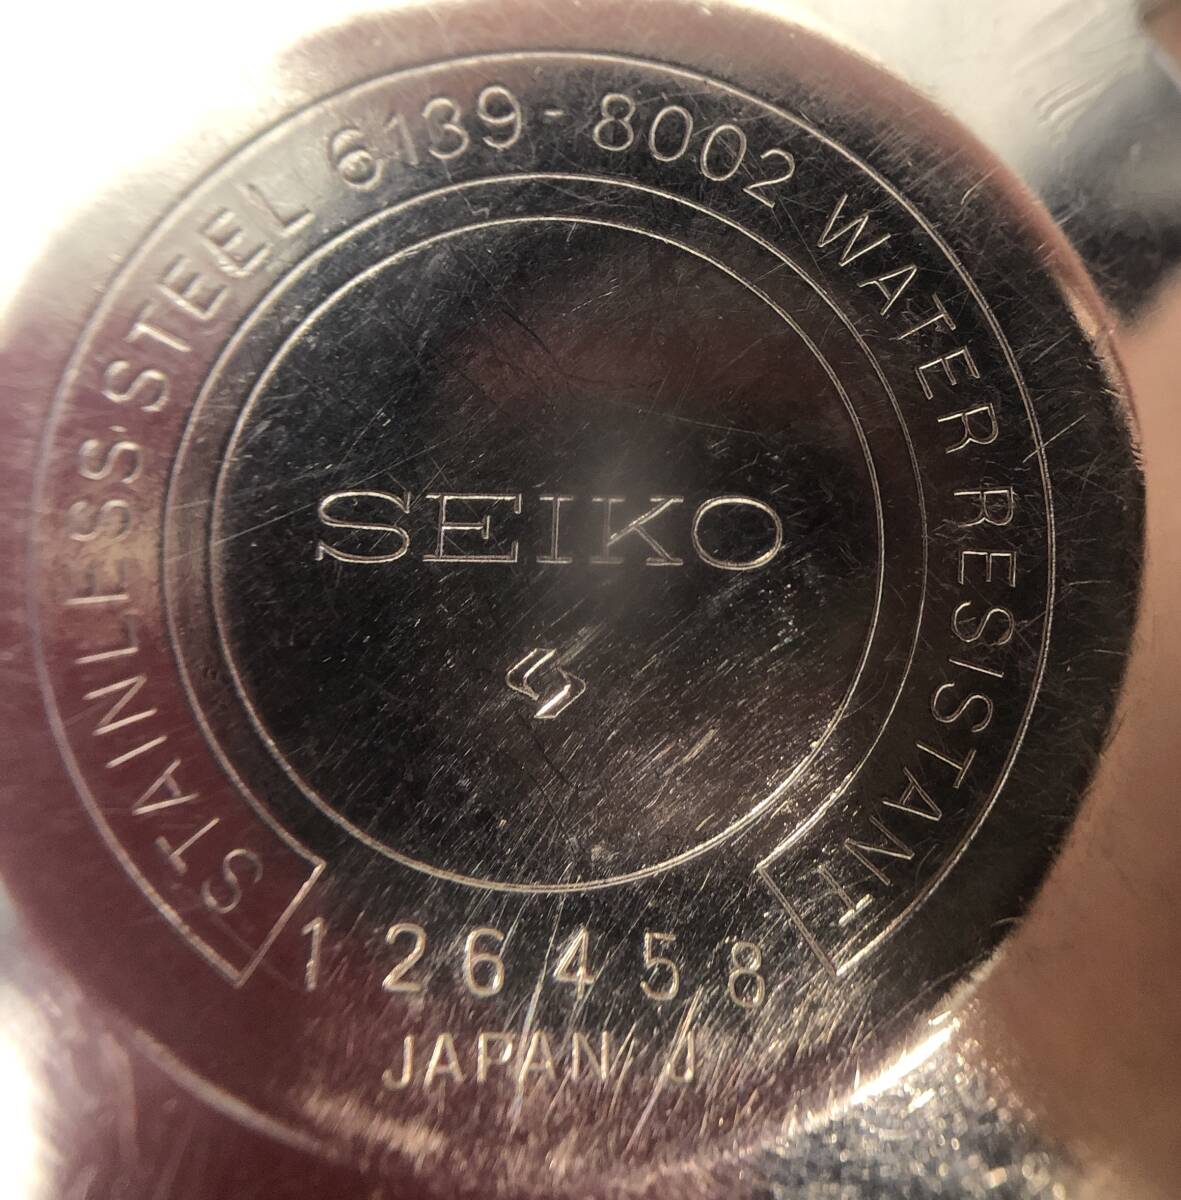 STAINLESS STEEL 6139-8002 WATER RESISTANT
SEIKO
126458
JAPAN J